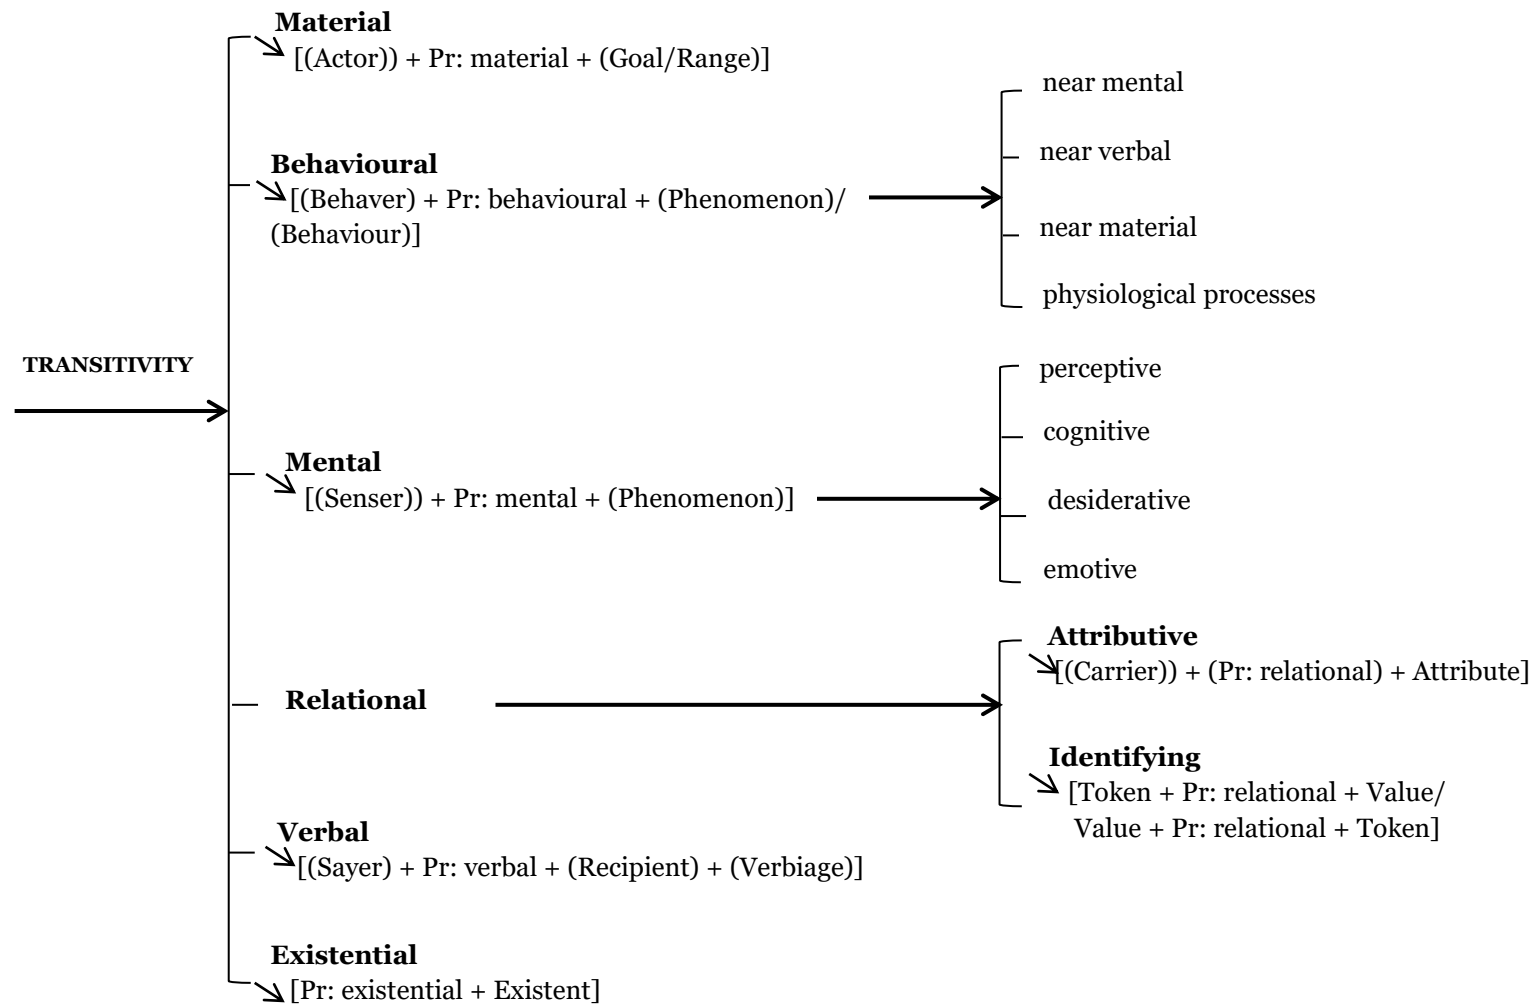 Material
[(Actor)) + Pr: material + (Goal/Range)]
near mental
Behavioural
near verbal
[(Behaver) + Pr: behavioural + (Phenomenon)/
(Behaviour)]
near material
physiological processes
TRANSITIVITY
perceptive
cognitive
Mental
[(Senser)) + Pr: mental + (Phenomenon)]
desiderative
emotive
Attributive
[(Carrier)) + (Pr: relational) + Attribute]
Relational
Identifying
[Token + Pr: relational + Value/
Value + Pr: relational + Token]
Verbal
[(Sayer) + Pr: verbal + (Recipient) + (Verbiage)]
Existential
[Pr: existential + Existent]